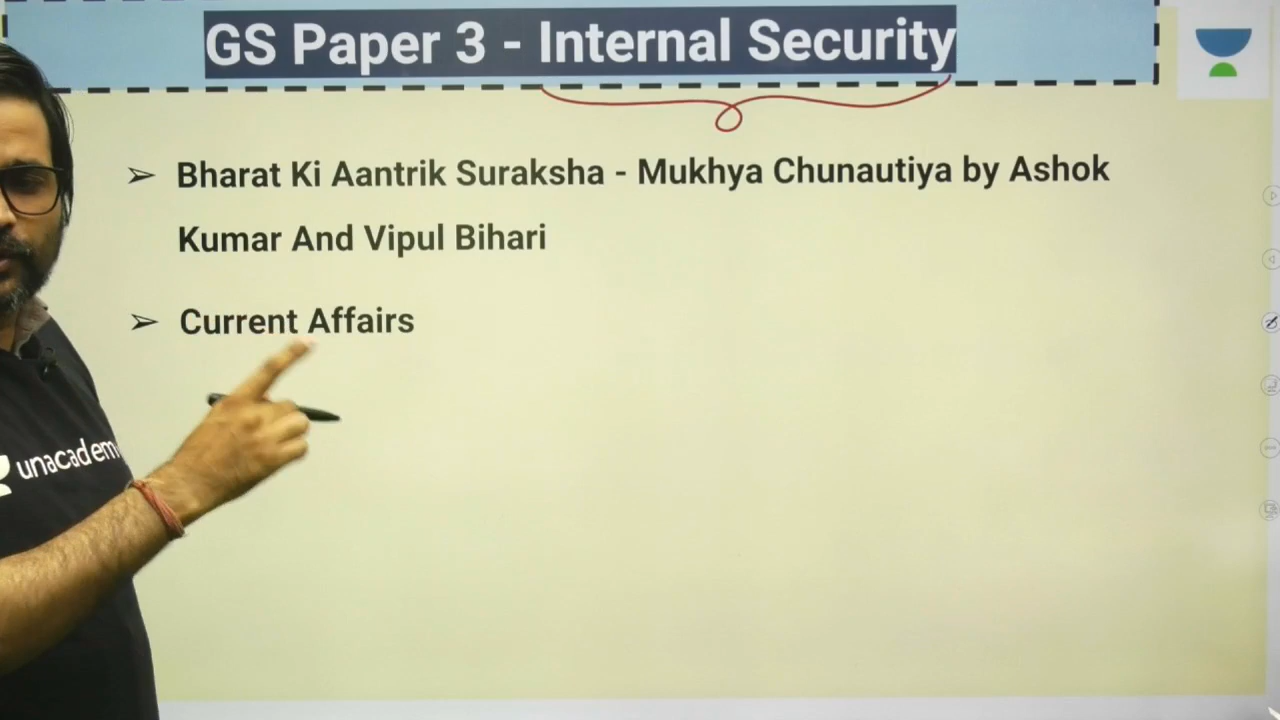 GS Paper 3 - Internal Security
➢ Bharat Ki Aantrik Suraksha - Mukhya Chunautiya by Ashok
Kumar And Vipul Bihari
➢ Current Affairs
unacadem